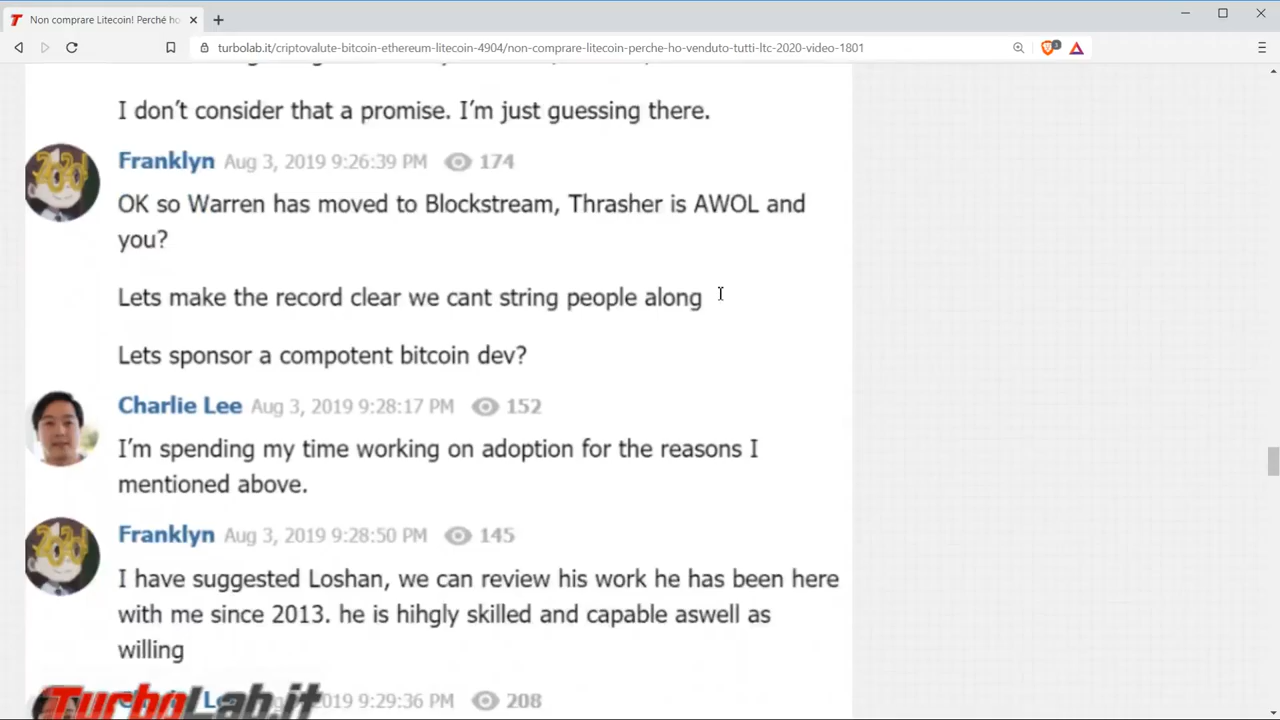 Non comprare Litecoin! Perché ho
turbolab.it/criptovalute-bitcoin-ethereum-litecoin-4904/non-comprare-litecoin-perche-ho-venduto-tutti-ltc-2020-video-1801
3
I don't consider that a promise. I'm just guessing there.
Franklyn Aug 3, 2019 9:26:39 PM 174
OK so Warren has moved to Blockstream, Thrasher is AWOL and
you?
Lets make the record clear we cant string people along
Lets sponsor a compotent bitcoin dev?
Charlie Lee Aug 3, 2019 9:28:17 PM 152
I'm spending my time working on adoption for the reasons I
mentioned above.
Franklyn Aug 3, 2019 9:28:50 PM 145
I have suggested Loshan, we can review his work he has been here
with me since 2013. he is hihgly skilled and capable aswell as
willing
9:29:36 PM 208
TurboLab.it